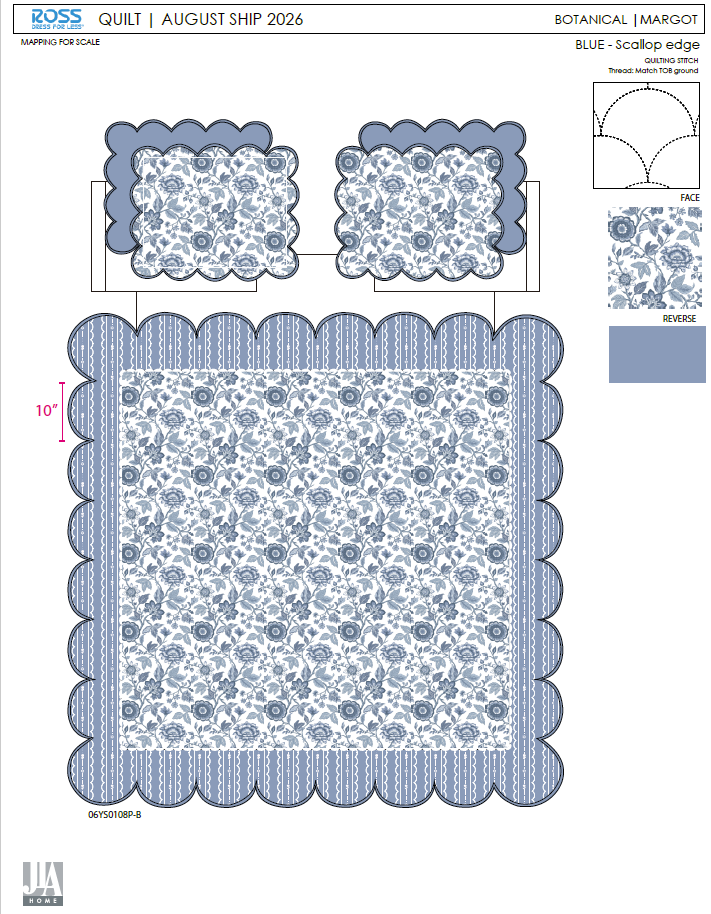 ROSS
DRESS FOR LESS
QUILT | AUGUST SHIP 2026
BOTANICAL | MARGOT
MAPPING FOR SCALE
BLUE - Scallop edge
QUILTING STITCH
Thread: Match TOB ground
FACE
REVERSE
10"
06YS0108P-B
JLA
HOME